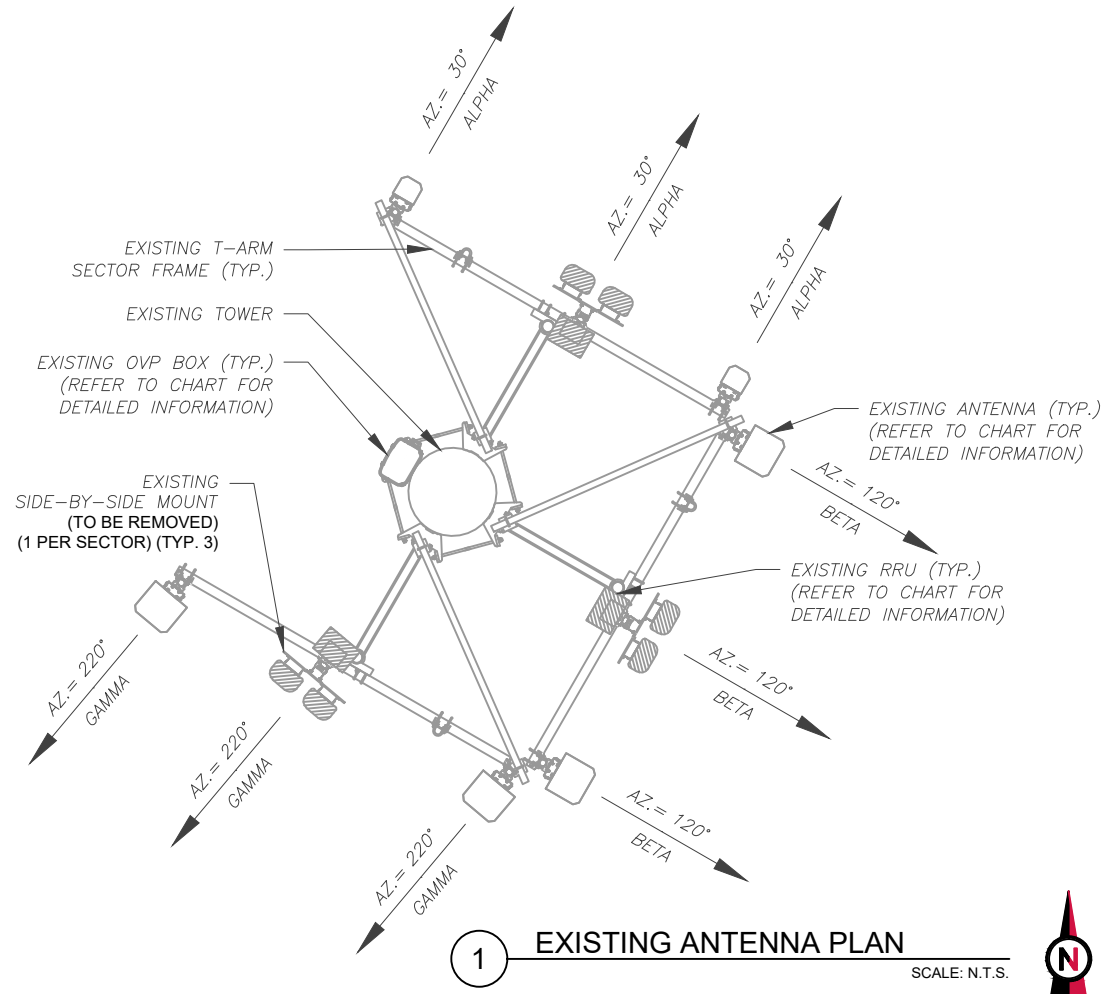 AZ.= 30°
ALPHA
AZ.= 30°
ALPHA
AZ.= 30°
ALPHA
EXISTING T-ARM
SECTOR FRAME (TYP.)
EXISTING TOWER
EXISTING OVP BOX (TYP.)
(REFER TO CHART FOR
DETAILED INFORMATION)
EXISTING
SIDE-BY-SIDE MOUNT
(TO BE REMOVED)
(1 PER SECTOR) (TYP. 3)
EXISTING ANTENNA (TYP.)
(REFER TO CHART FOR
DETAILED INFORMATION)
AZ.= 120°
BETA
EXISTING RRU (TYP.)
(REFER TO CHART FOR
DETAILED INFORMATION)
AZ.= 120°
BETA
AZ.= 120°
BETA
AZ.= 220°
GAMMA
AZ.= 220°
GAMMA
AZ.= 220°
GAMMA
1
EXISTING ANTENNA PLAN
SCALE: N.T.S.
N